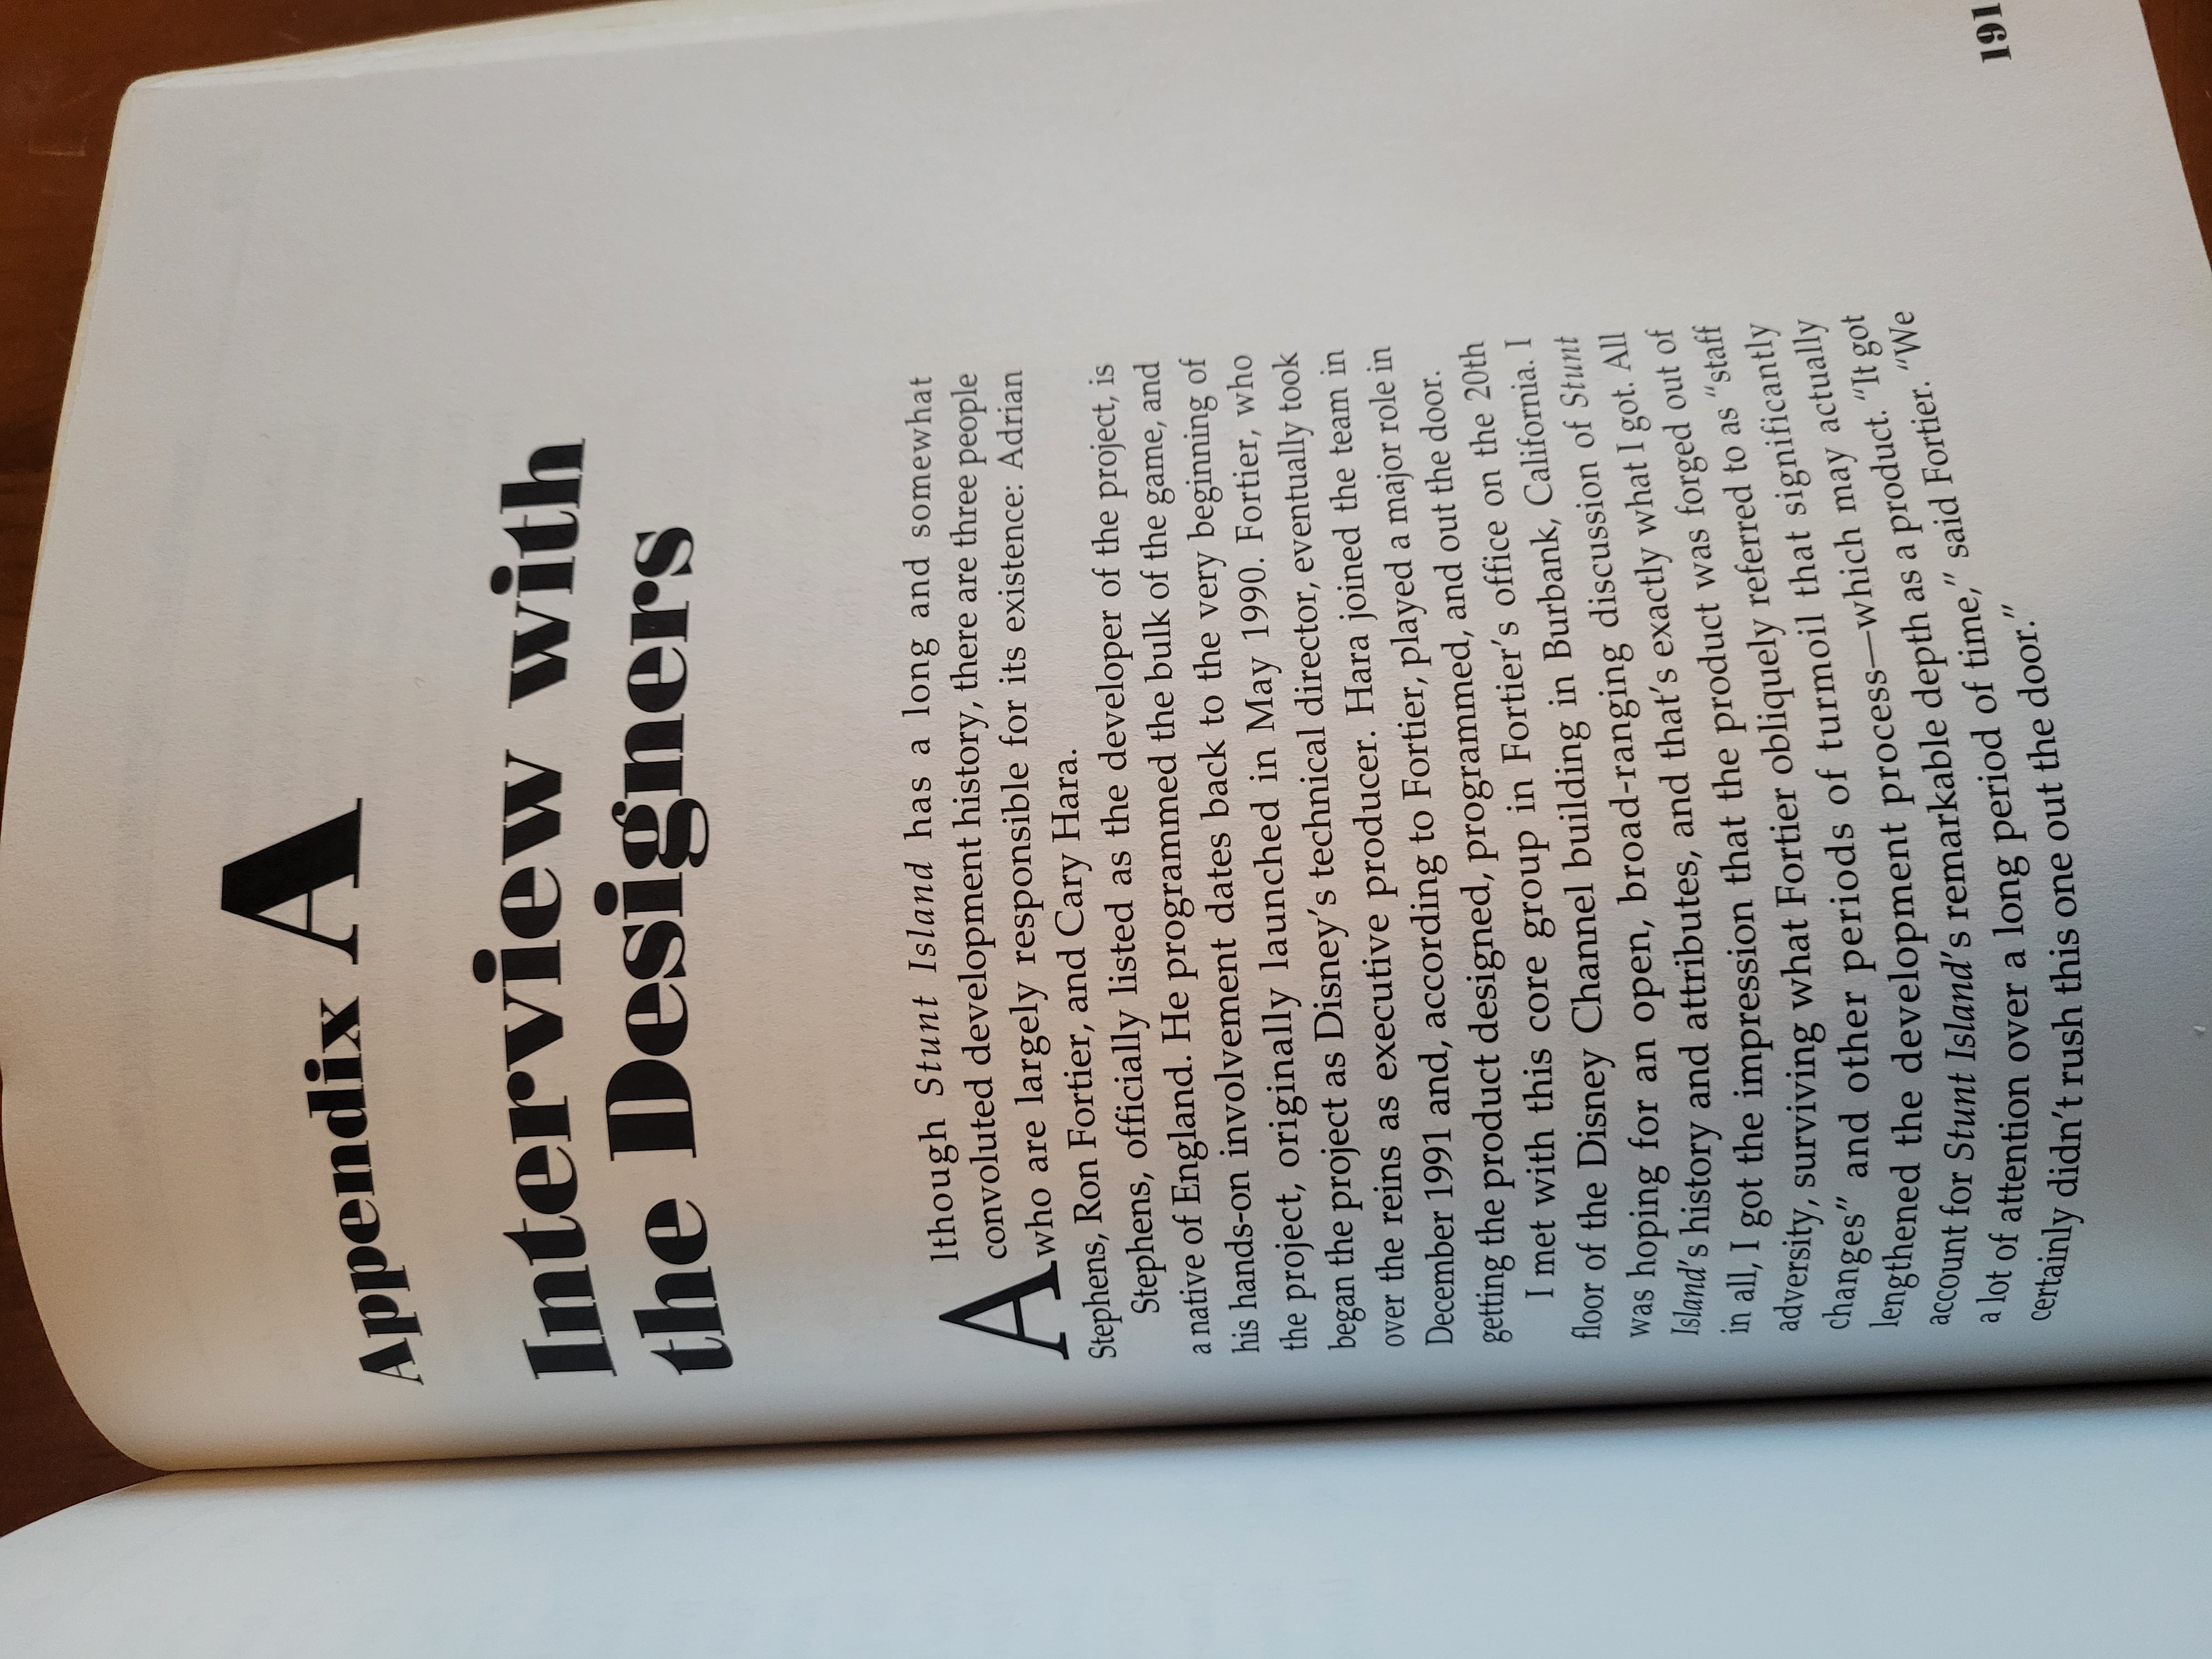 Appendix A
Interview with
the Designers
Although Stunt Island has a long and somewhat
convoluted development history, there are three people
who are largely responsible for its existence: Adrian
Stephens, Ron Fortier, and Cary Hara.
Stephens, officially listed as the developer of the project, is
a native of England. He programmed the bulk of the game, and
his hands-on involvement dates back to the very beginning of
the project, originally launched in May 1990. Fortier, who
began the project as Disney's technical director, eventually took
over the reins as executive producer. Hara joined the team in
December 1991 and, according to Fortier, played a major role in
getting the product designed, programmed, and out the door.
I met with this core group in Fortier's office on the 20th
floor of the Disney Channel building in Burbank, California. I
was hoping for an open, broad-ranging discussion of Stunt
Island's history and attributes, and that's exactly what I got. All
in all, I got the impression that the product was forged out of
adversity, surviving what Fortier obliquely referred to as “staff
changes” and other periods of turmoil that significantly
lengthened the development process—which may actually
account for Stunt Island's remarkable depth as a product. “It got
a lot of attention over a long period of time,” said Fortier. “We
certainly didn't rush this one out the door.”
191